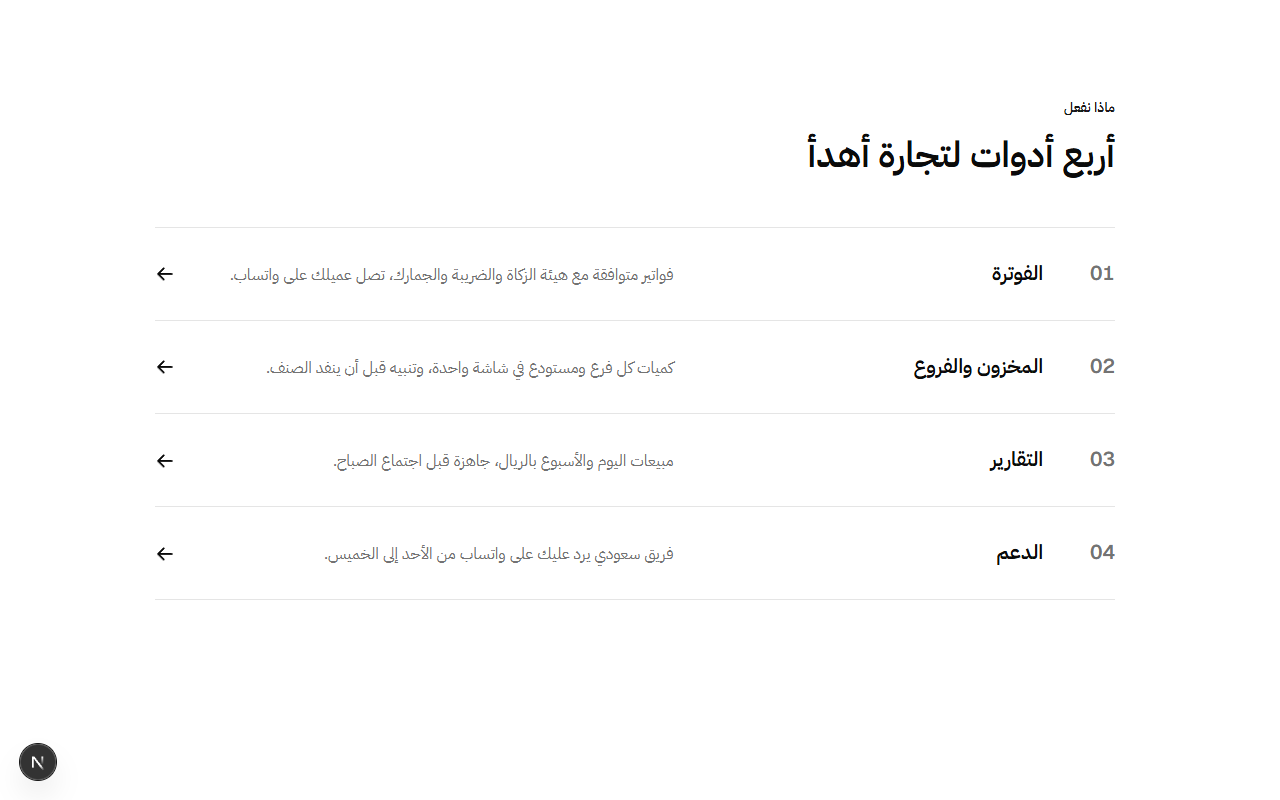 ماذا نفعل
أربع أدوات لتجارة أهدأ
01 الفوترة فواتير متوافقة مع هيئة الزكاة والضريبة والجمارك، تصل عميلك على واتساب.
02 المخزون والفروع كميات كل فرع ومستودع في شاشة واحدة، وتنبيه قبل أن ينفد الصنف.
03 التقارير مبيعات اليوم والأسبوع بالريال، جاهزة قبل اجتماع الصباح.
04 الدعم فريق سعودي يرد عليك على واتساب من الأحد إلى الخميس.
N